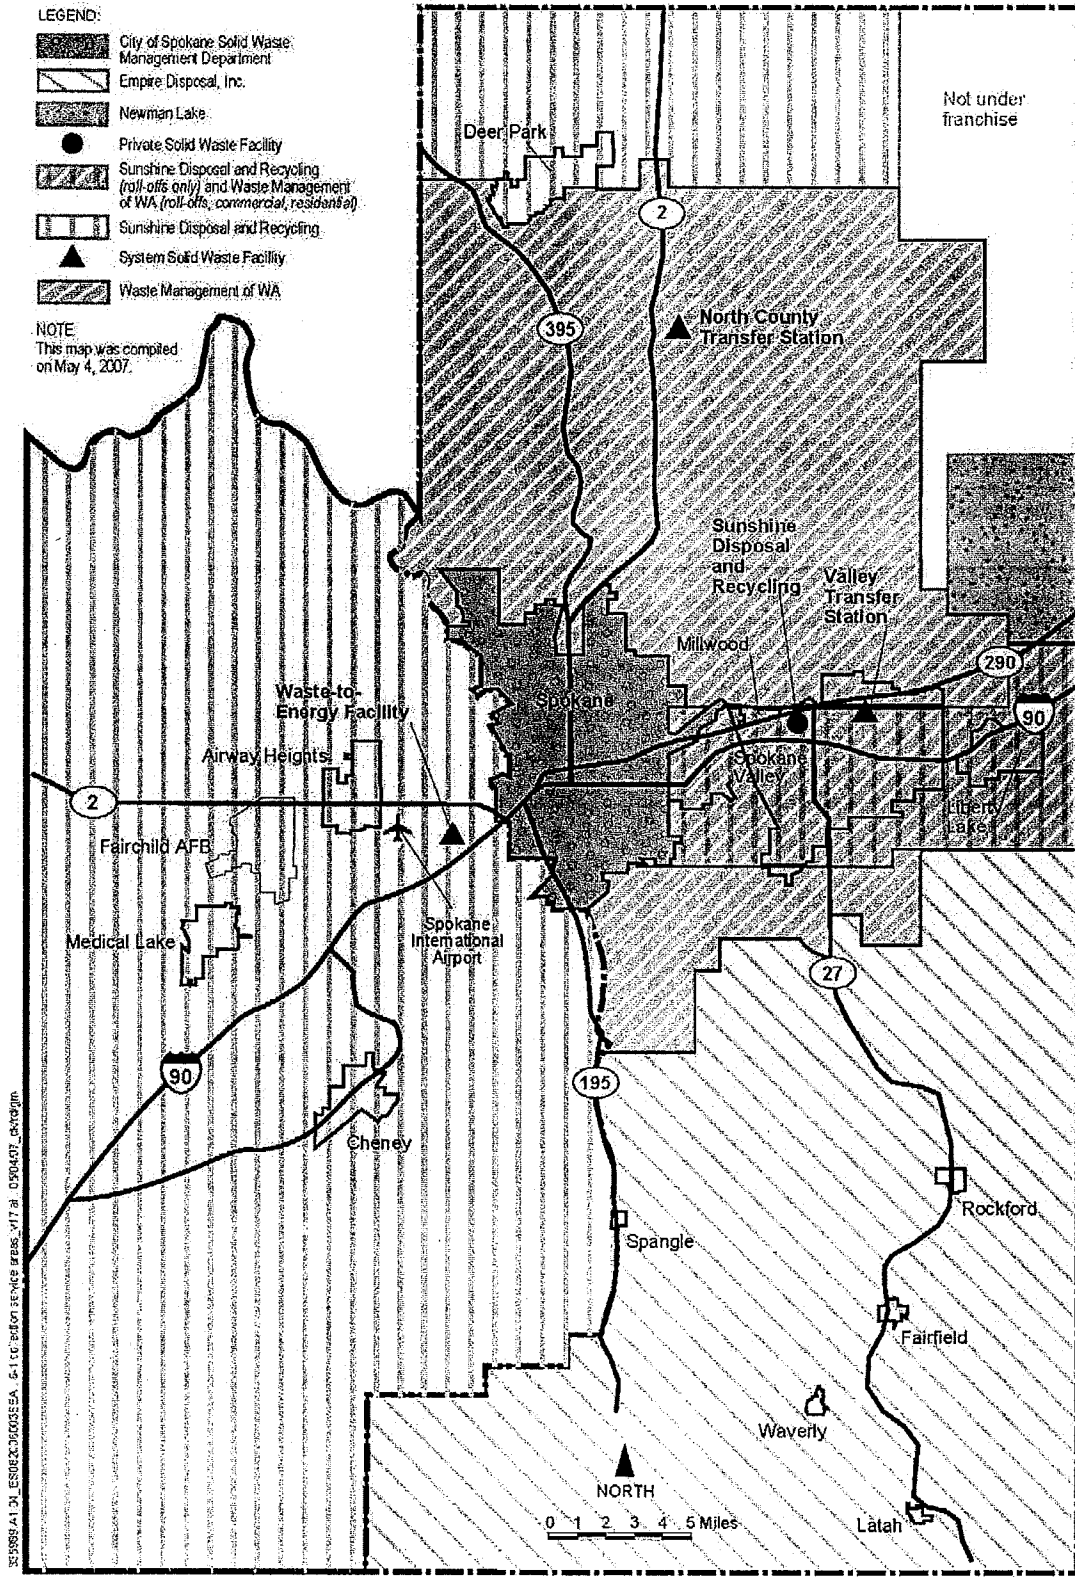 LEGEND:
City of Spokane Solid Waste
Management Department
Empire Disposal, Inc.
Newman Lake
Private Solid Waste Facility
Sunshine Disposal and Recycling
(roll-offs only) and Waste Management
of WA (roll-offs, commercial, residential)
Sunshine Disposal and Recycling
System Solid Waste Facility
Waste Management of WA
NOTE
This map was compiled
on May 4, 2007.
Not under
franchise
Deer Park
2
395
North County
Transfer Station
Sunshine
Disposal
and
Recycling
Valley
Transfer
Station
Millwood
290
90
Waste-to-
Energy Facility
Spokane
Airway Heights
Spokane
Valley
2
Liberty
Lake
Fairchild AFB
Medical Lake
Spokane
International
Airport
27
90
195
Cheney
Rockford
Spangle
Fairfield
Waverly
NORTH
0 1 2 3 4 5 Miles
Latah